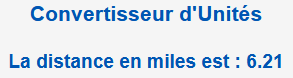 Convertisseur d'Unités
La distance en miles est : 6.21